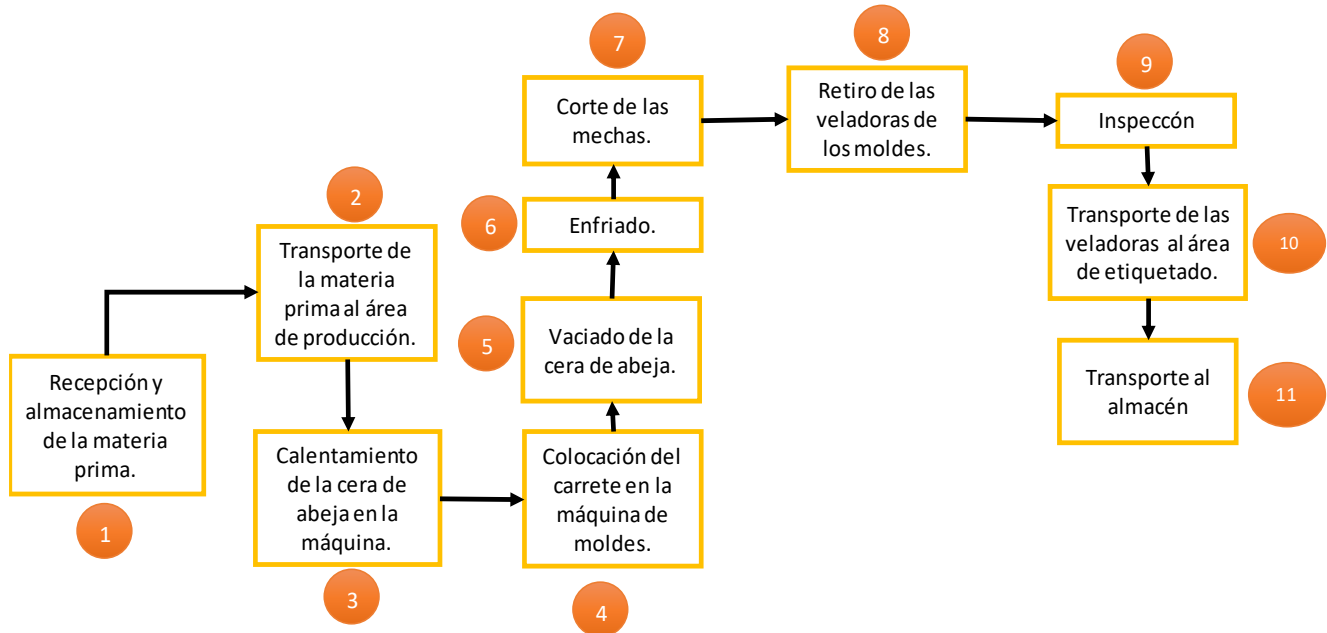 1
Recepción y
almacenamiento
de la materia
prima.
2
Transporte de
la materia
prima al área
de producción.
3
Calentamiento
de la cera de
abeja en la
máquina.
4
Colocación del
carrete en la
máquina de
moldes.
5
Vaciado de la
cera de abeja.
6
Enfriado.
7
Corte de las
mechas.
8
Retiro de las
veladoras de
los moldes.
9
Inspeccón
10
Transporte de las
veladoras al área
de etiquetado.
11
Transporte al
almacén